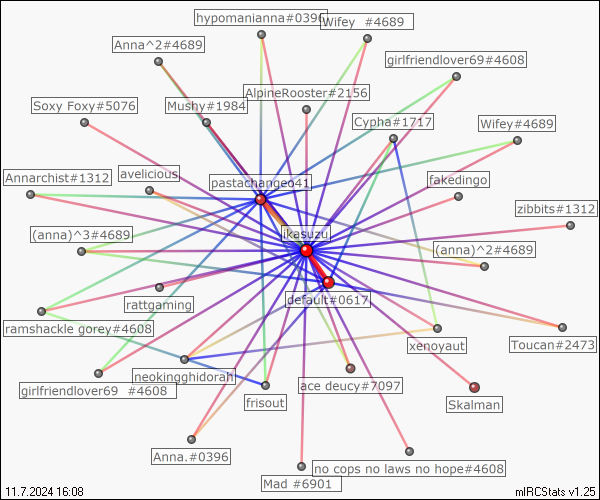 hypomanianna#0396
Wifey  #4689
Anna^2#4689
girlfriendlover69#4608
AlpineRooster#2156
Soxy Foxy#5076
Mushy#1984
Cypha#1717
Wifey#4689
Annarchist#1312
avelicious
pastachangeo41
fakedingo
zibbits#1312
(anna)^3#4689
ikasuzu
(anna)^2#4689
rattgaming
default#0617
ramshackle gorey#4608
xenoyaut
Toucan#2473
girlfriendlover69  #4608
neokingghidorah
frisout
ace deucy#7097
Skalman
Anna.#0396
Mad #6901
no cops no laws no hope#4608
11.7.2024 16:08
mIRCStats v1.25